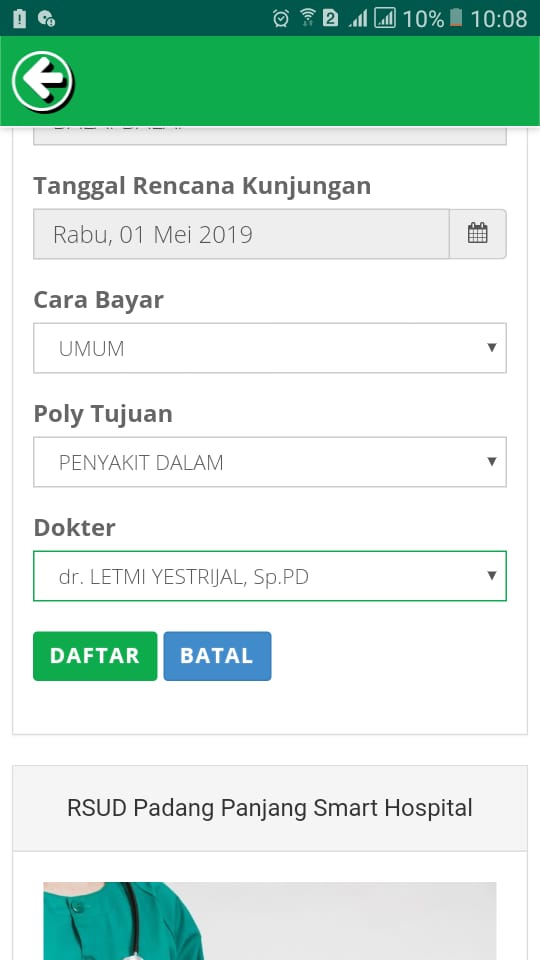 2 10% 10:08
Tanggal Rencana Kunjungan
Rabu, 01 Mei 2019
Cara Bayar
UMUM
Poly Tujuan
PENYAKIT DALAM
Dokter
dr. LETMI YESTRIJAL, Sp.PD
DAFTAR BATAL
RSUD Padang Panjang Smart Hospital